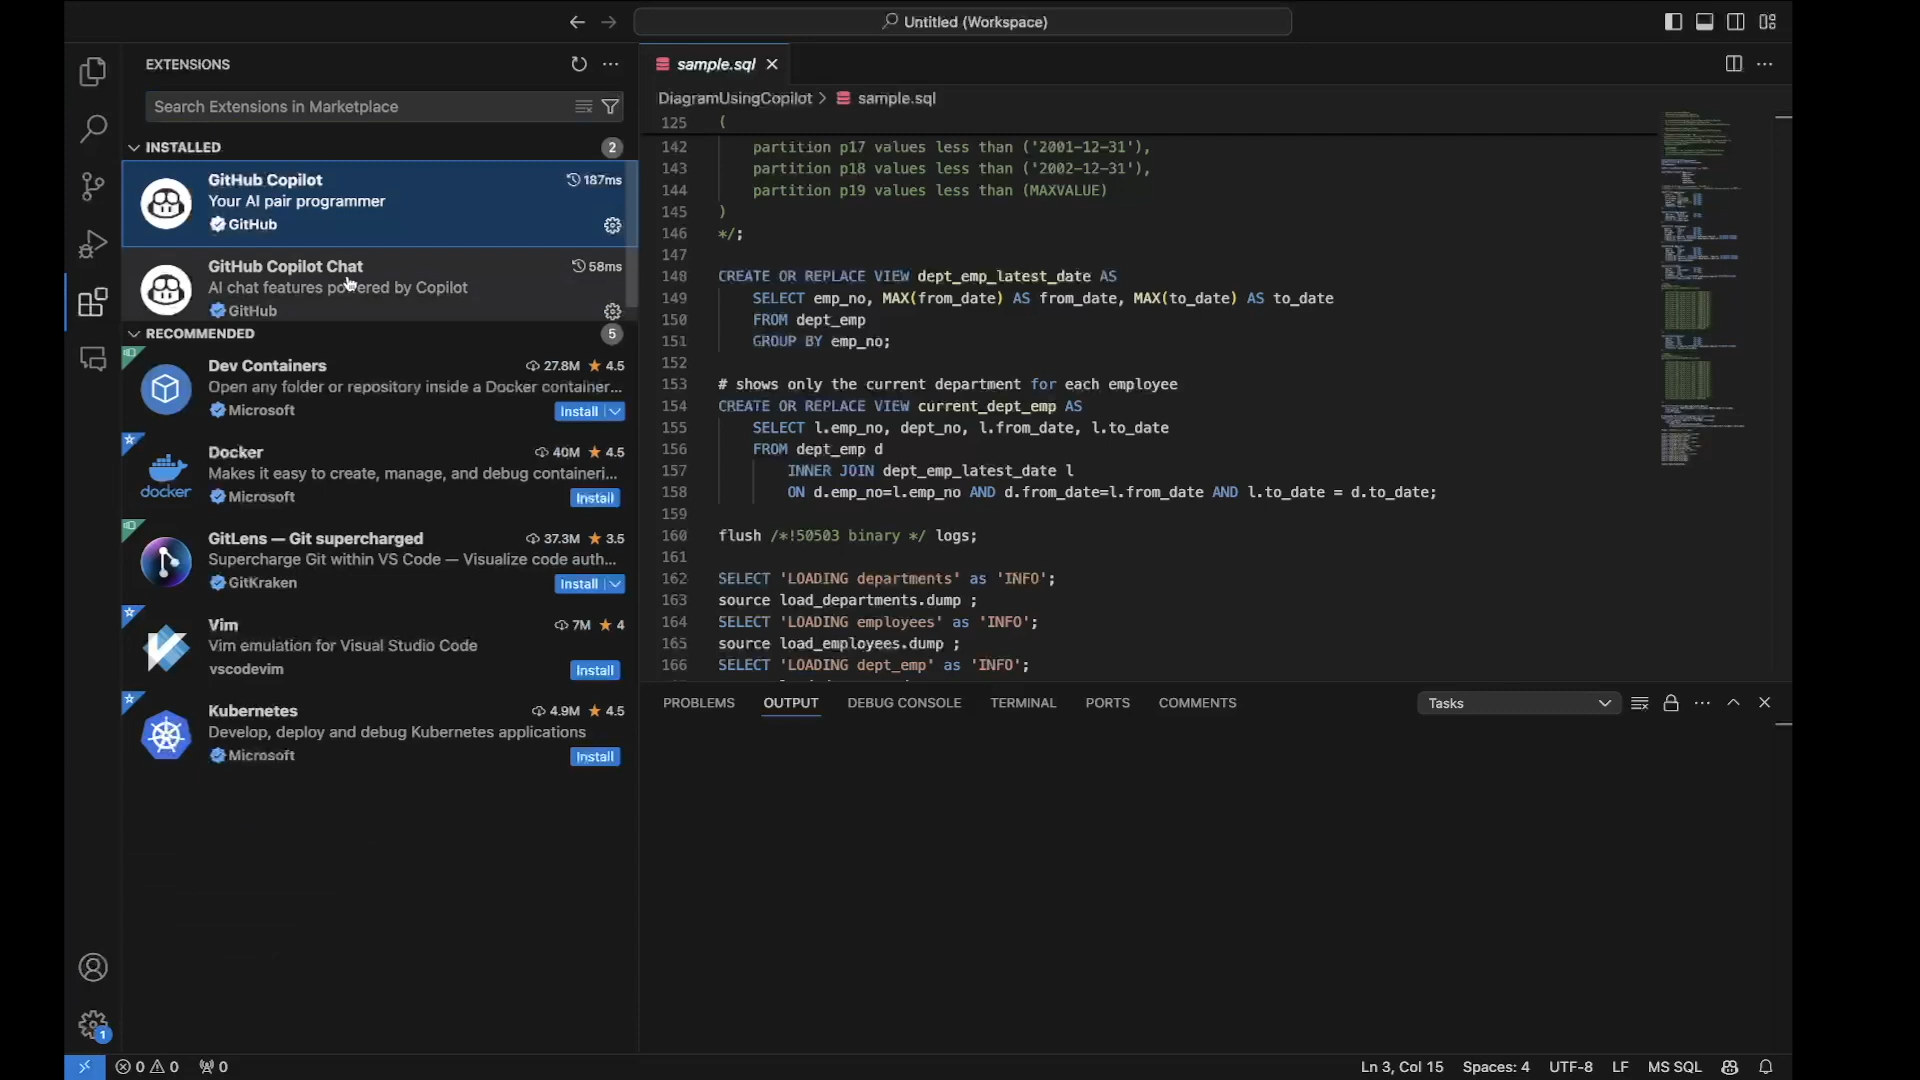 Untitled (Workspace)
EXTENSIONS
Search Extensions in Marketplace
INSTALLED
2
GitHub Copilot
187ms
Your AI pair programmer
GitHub
GitHub Copilot Chat
58ms
AI chat features powered by Copilot
GitHub
RECOMMENDED
5
Dev Containers
27.8M ★ 4.5
Open any folder or repository inside a Docker container...
Microsoft
Install
Docker
40M ★ 4.5
Makes it easy to create, manage, and debug containeri...
docker
Microsoft
Install
GitLens — Git supercharged
37.3M ★ 3.5
Supercharge Git within VS Code — Visualize code auth...
GitKraken
Install
Vim
7M ★ 4
Vim emulation for Visual Studio Code
vscodevim
Install
Kubernetes
4.9M ★ 4.5
Develop, deploy and debug Kubernetes applications
Microsoft
Install
1
sample.sql
DiagramUsingCopilot > sample.sql
125 (
142 partition p17 values less than ('2001-12-31'),
143 partition p18 values less than ('2002-12-31'),
144 partition p19 values less than (MAXVALUE)
145 )
146 */;
147
148 CREATE OR REPLACE VIEW dept_emp_latest_date AS
149 SELECT emp_no, MAX(from_date) AS from_date, MAX(to_date) AS to_date
150 FROM dept_emp
151 GROUP BY emp_no;
152
153 # shows only the current department for each employee
154 CREATE OR REPLACE VIEW current_dept_emp AS
155 SELECT l.emp_no, dept_no, l.from_date, l.to_date
156 FROM dept_emp d
157 INNER JOIN dept_emp_latest_date l
158 ON d.emp_no=l.emp_no AND d.from_date=l.from_date AND l.to_date = d.to_date;
159
160 flush /*!50503 binary */ logs;
161
162 SELECT 'LOADING departments' as 'INFO';
163 source load_departments.dump ;
164 SELECT 'LOADING employees' as 'INFO';
165 source load_employees.dump ;
166 SELECT 'LOADING dept_emp' as 'INFO';
PROBLEMS OUTPUT DEBUG CONSOLE TERMINAL PORTS COMMENTS
Tasks
0 0 0
Ln 3, Col 15 Spaces: 4 UTF-8 LF MS SQL